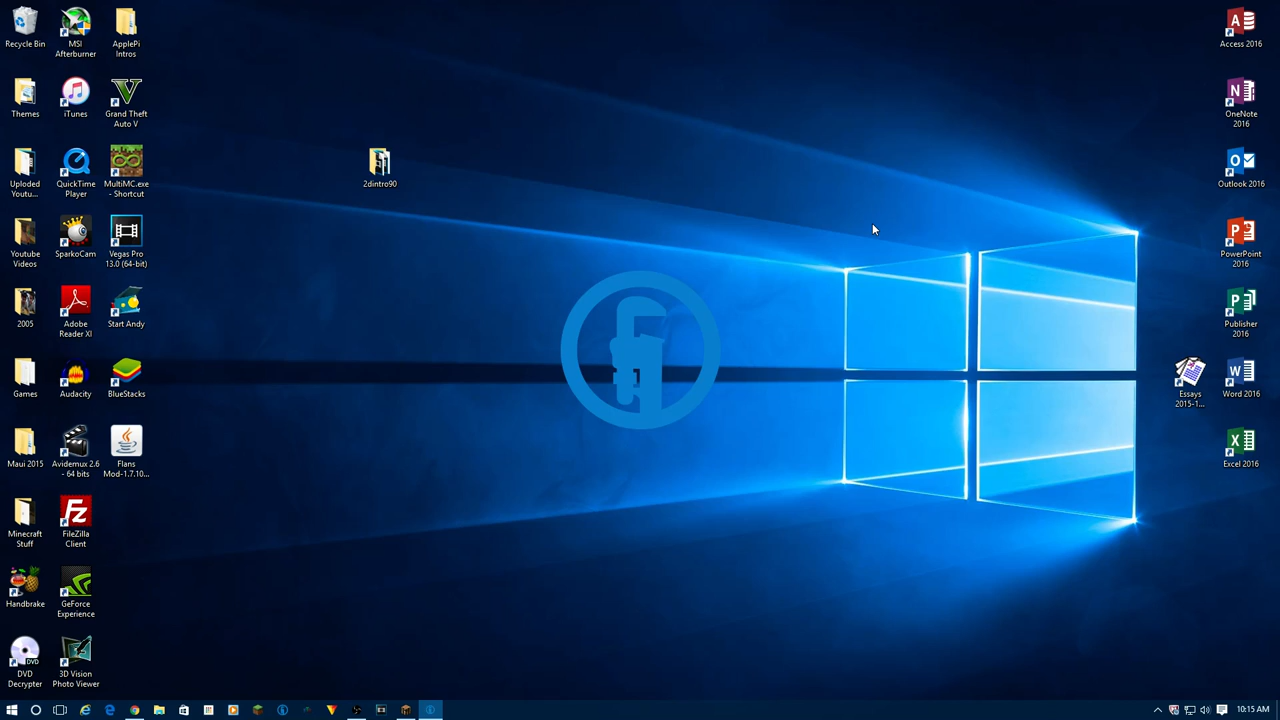 Recycle Bin
MSI
Afterburner
ApplePi
Intros
Themes
iTunes
Grand Theft
Auto V
Uploded
Youtu...
QuickTime
Player
MultiMC.exe
- Shortcut
Youtube
Videos
SparkoCam
Vegas Pro
13.0 (64-bit)
2005
Adobe
Reader XI
Start Andy
Games
Audacity
BlueStacks
Maui 2015
Avidemux 2.6
- 64 bits
Flans
Mod-1.7.10...
Minecraft
Stuff
FileZilla
Client
Handbrake
GeForce
Experience
DVD
DVD
Decrypter
3D Vision
Photo Viewer
2dintro90
Access 2016
OneNote
2016
Outlook 2016
PowerPoint
2016
Publisher
2016
Essays
2015-1...
Word 2016
Excel 2016
10:15 AM